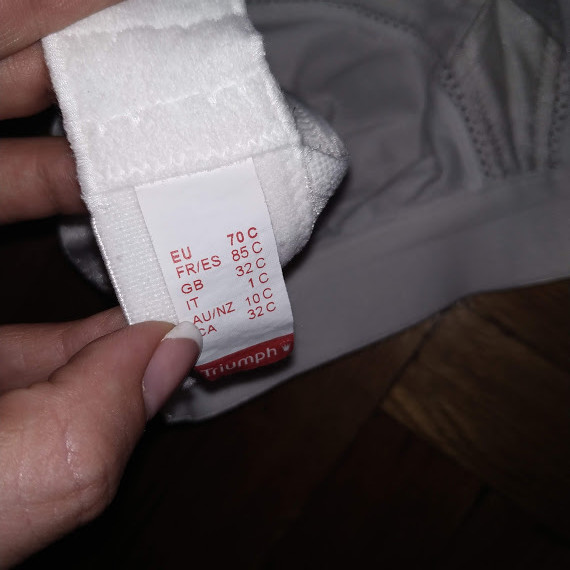 EU 70 C
FR/ES 85 C
GB 32 C
IT 1 C
AU/NZ 10 C
CA 32 C
Triumph